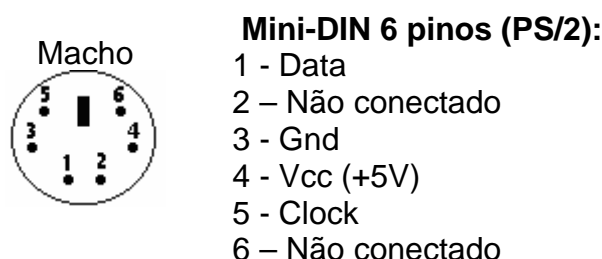 Mini-DIN 6 pinos (PS/2):
Macho
1 - Data
2 – Não conectado
3 - Gnd
4 - Vcc (+5V)
5 - Clock
6 – Não conectado
5 6
3 4
1 2